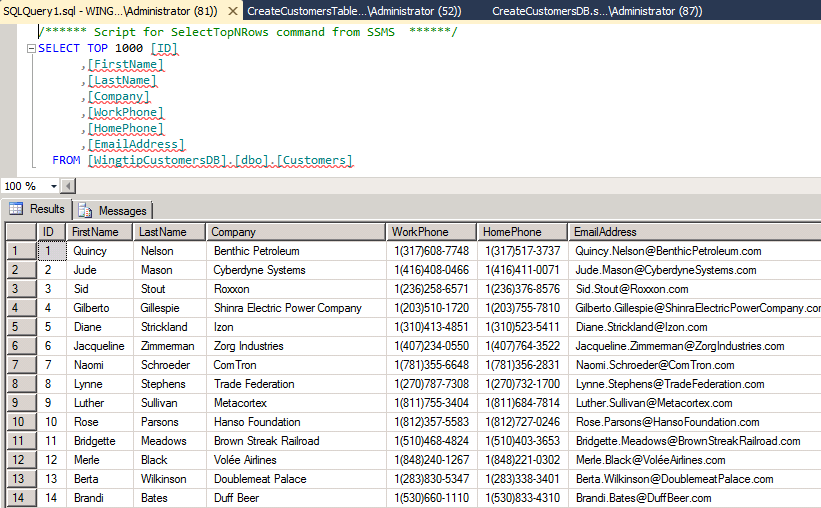 SQLQuery1.sql - WING...\Administrator (81)) CreateCustomersTable...\Administrator (52)) CreateCustomersDB.s...\Administrator (87))
/****** Script for SelectTopNRows command from SSMS ******/
SELECT TOP 1000 [ID]
,[FirstName]
,[LastName]
,[Company]
,[WorkPhone]
,[HomePhone]
,[EmailAddress]
FROM [WingtipCustomersDB].[dbo].[Customers]
100 %
Results Messages
ID FirstName LastName Company WorkPhone HomePhone EmailAddress
1 1 Quincy Nelson Benthic Petroleum 1(317)608-7748 1(317)517-3737 Quincy.Nelson@BenthicPetroleum.com
2 2 Jude Mason Cyberdyne Systems 1(416)408-0466 1(416)411-0071 Jude.Mason@CyberdyneSystems.com
3 3 Sid Stout Roxxon 1(236)258-6571 1(236)376-8576 Sid.Stout@Roxxon.com
4 4 Gilberto Gillespie Shinra Electric Power Company 1(203)510-1720 1(203)755-7810 Gilberto.Gillespie@ShinraElectricPowerCompany.com
5 5 Diane Strickland Izon 1(310)413-4851 1(310)523-5411 Diane.Strickland@Izon.com
6 6 Jacqueline Zimmerman Zorg Industries 1(407)234-0550 1(407)764-3522 Jacqueline.Zimmerman@ZorgIndustries.com
7 7 Naomi Schroeder ComTron 1(781)355-6648 1(781)356-2831 Naomi.Schroeder@ComTron.com
8 8 Lynne Stephens Trade Federation 1(270)787-7308 1(270)732-1700 Lynne.Stephens@TradeFederation.com
9 9 Luther Sullivan Metacortex 1(811)755-3404 1(811)684-7814 Luther.Sullivan@Metacortex.com
10 10 Rose Parsons Hanso Foundation 1(812)357-5583 1(812)727-0246 Rose.Parsons@HansoFoundation.com
11 11 Bridgette Meadows Brown Streak Railroad 1(510)468-4824 1(510)403-3653 Bridgette.Meadows@BrownStreakRailroad.com
12 12 Merle Black Volée Airlines 1(848)240-1267 1(848)221-0302 Merle.Black@VoléeAirlines.com
13 13 Berta Wilkinson Doublemeat Palace 1(283)830-5347 1(283)338-3401 Berta.Wilkinson@DoublemeatPalace.com
14 14 Brandi Bates Duff Beer 1(530)660-1110 1(530)833-4310 Brandi.Bates@DuffBeer.com